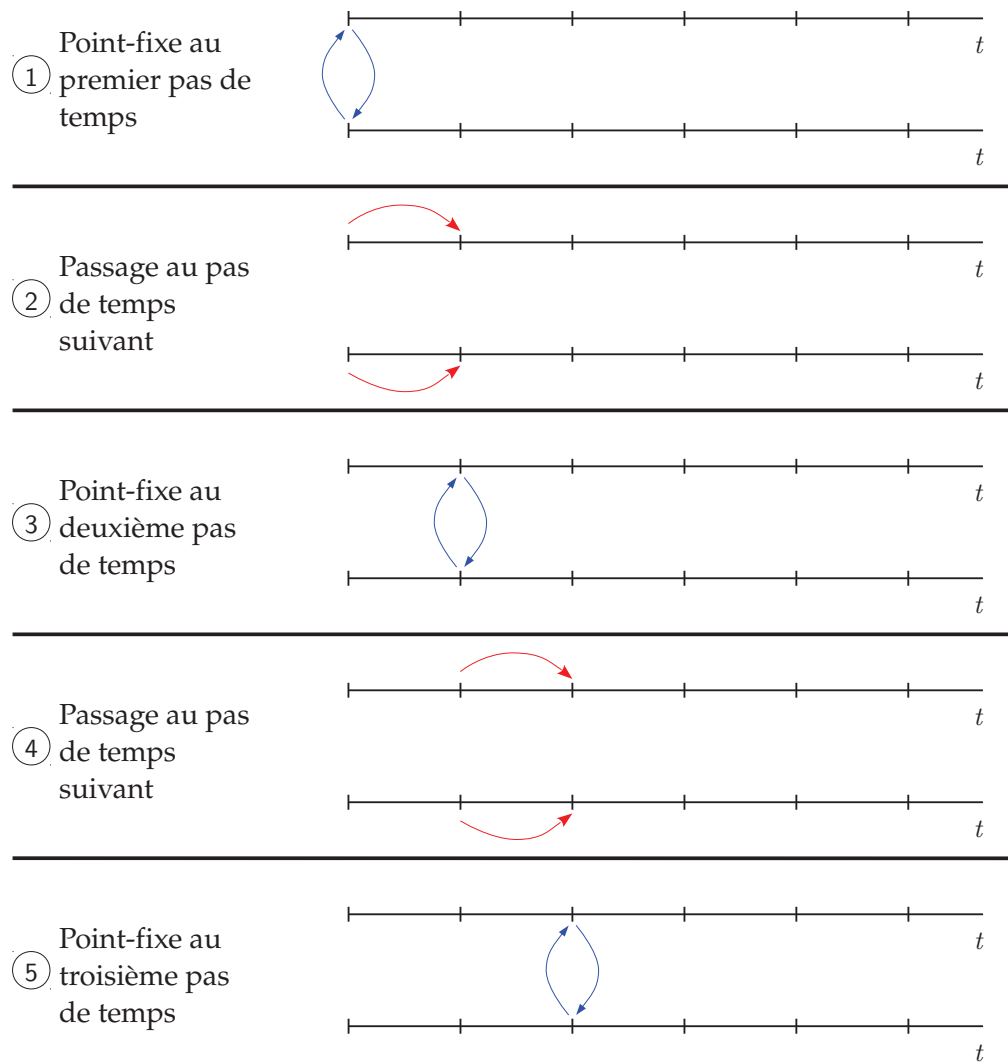 t
Point-fixe au
1 premier pas de
temps
t
t
Passage au pas
2 de temps
suivant
t
t
Point-fixe au
3 deuxième pas
de temps
t
t
Passage au pas
4 de temps
suivant
t
t
Point-fixe au
5 troisième pas
de temps
t